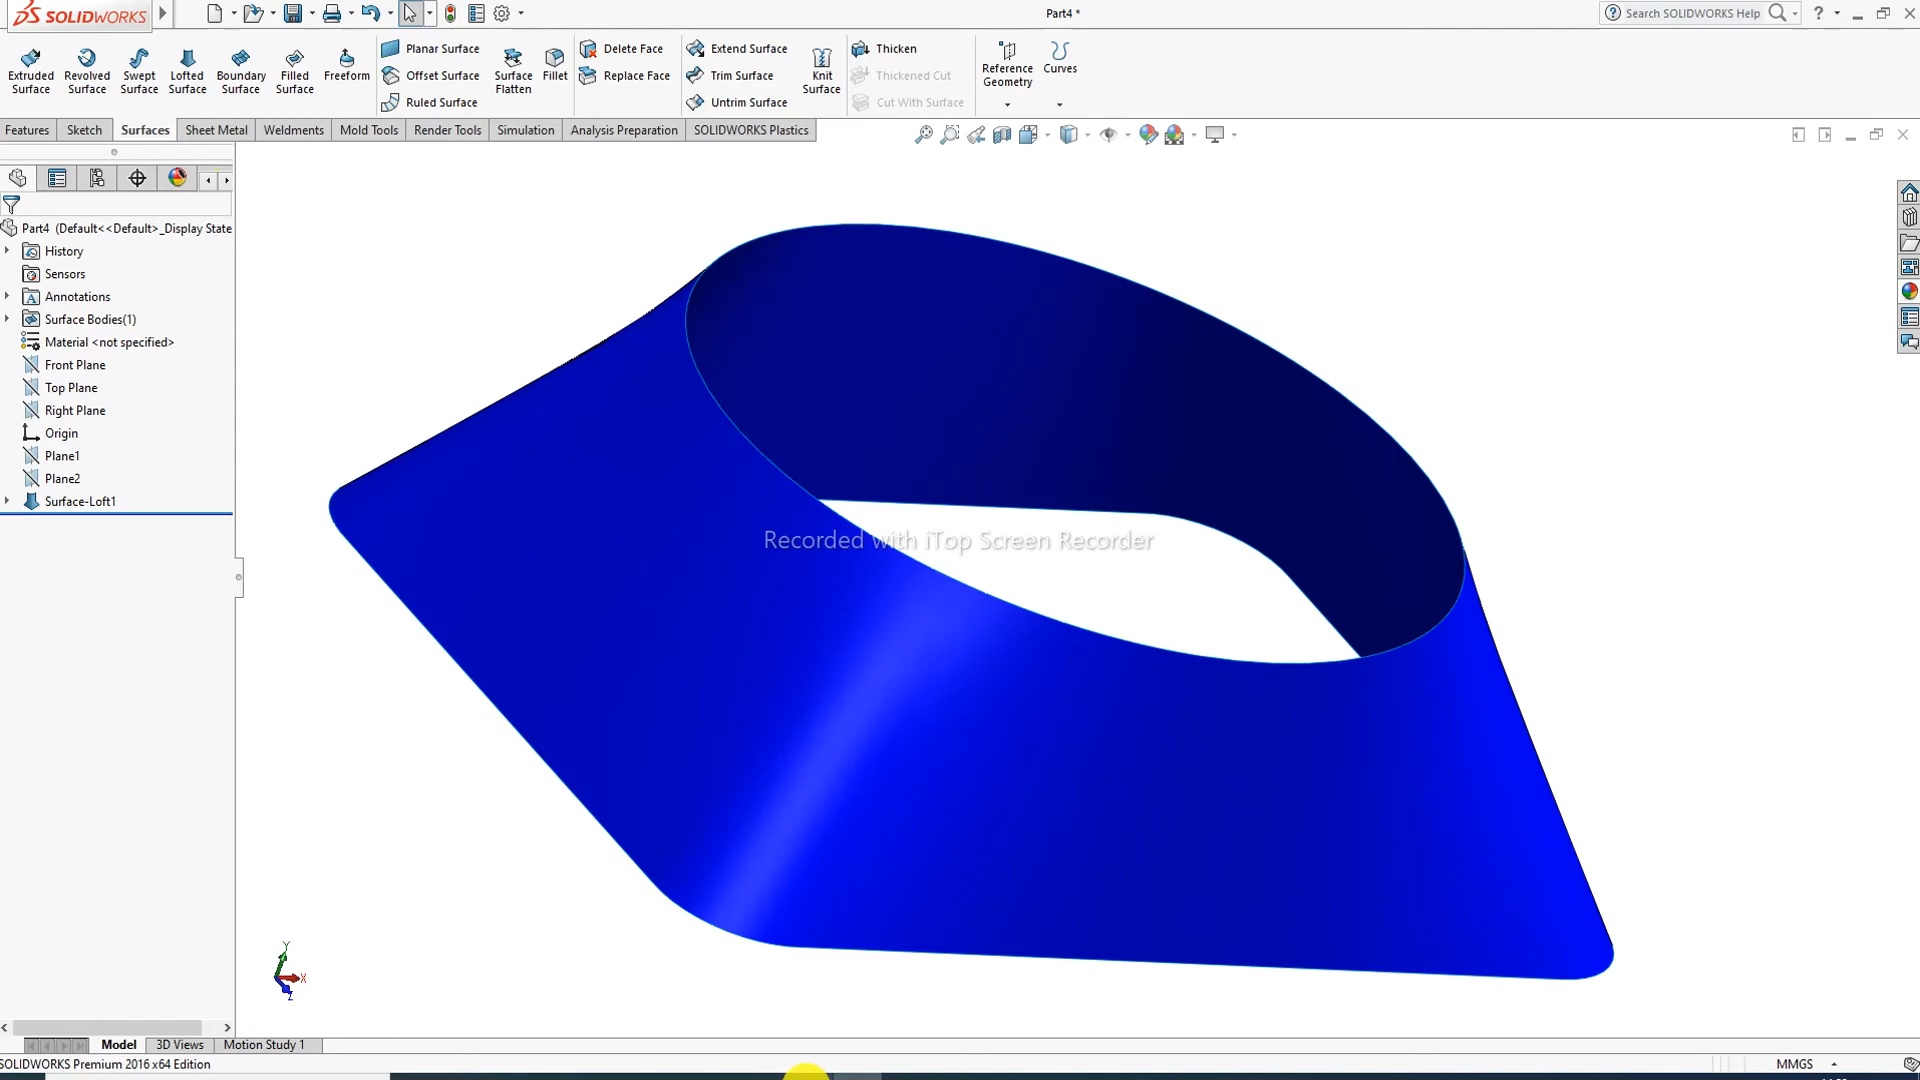 SOLIDWORKS
Part4 *
Search SOLIDWORKS Help
?
Extruded Surface
Revolved Surface
Swept Surface
Lofted Surface
Boundary Surface
Filled Surface
Freeform
Planar Surface
Offset Surface
Ruled Surface
Surface Flatten
Fillet
Delete Face
Replace Face
Extend Surface
Trim Surface
Untrim Surface
Knit Surface
Thicken
Thickened Cut
Cut With Surface
Reference Geometry
Curves
Features
Sketch
Surfaces
Sheet Metal
Weldments
Mold Tools
Render Tools
Simulation
Analysis Preparation
SOLIDWORKS Plastics
Part4 (Default<<Default>_Display State
History
Sensors
Annotations
Surface Bodies(1)
Material <not specified>
Front Plane
Top Plane
Right Plane
Origin
Plane1
Plane2
Surface-Loft1
Recorded with iTop Screen Recorder
Y
X
Z
Model
3D Views
Motion Study 1
SOLIDWORKS Premium 2016 x64 Edition
MMGS